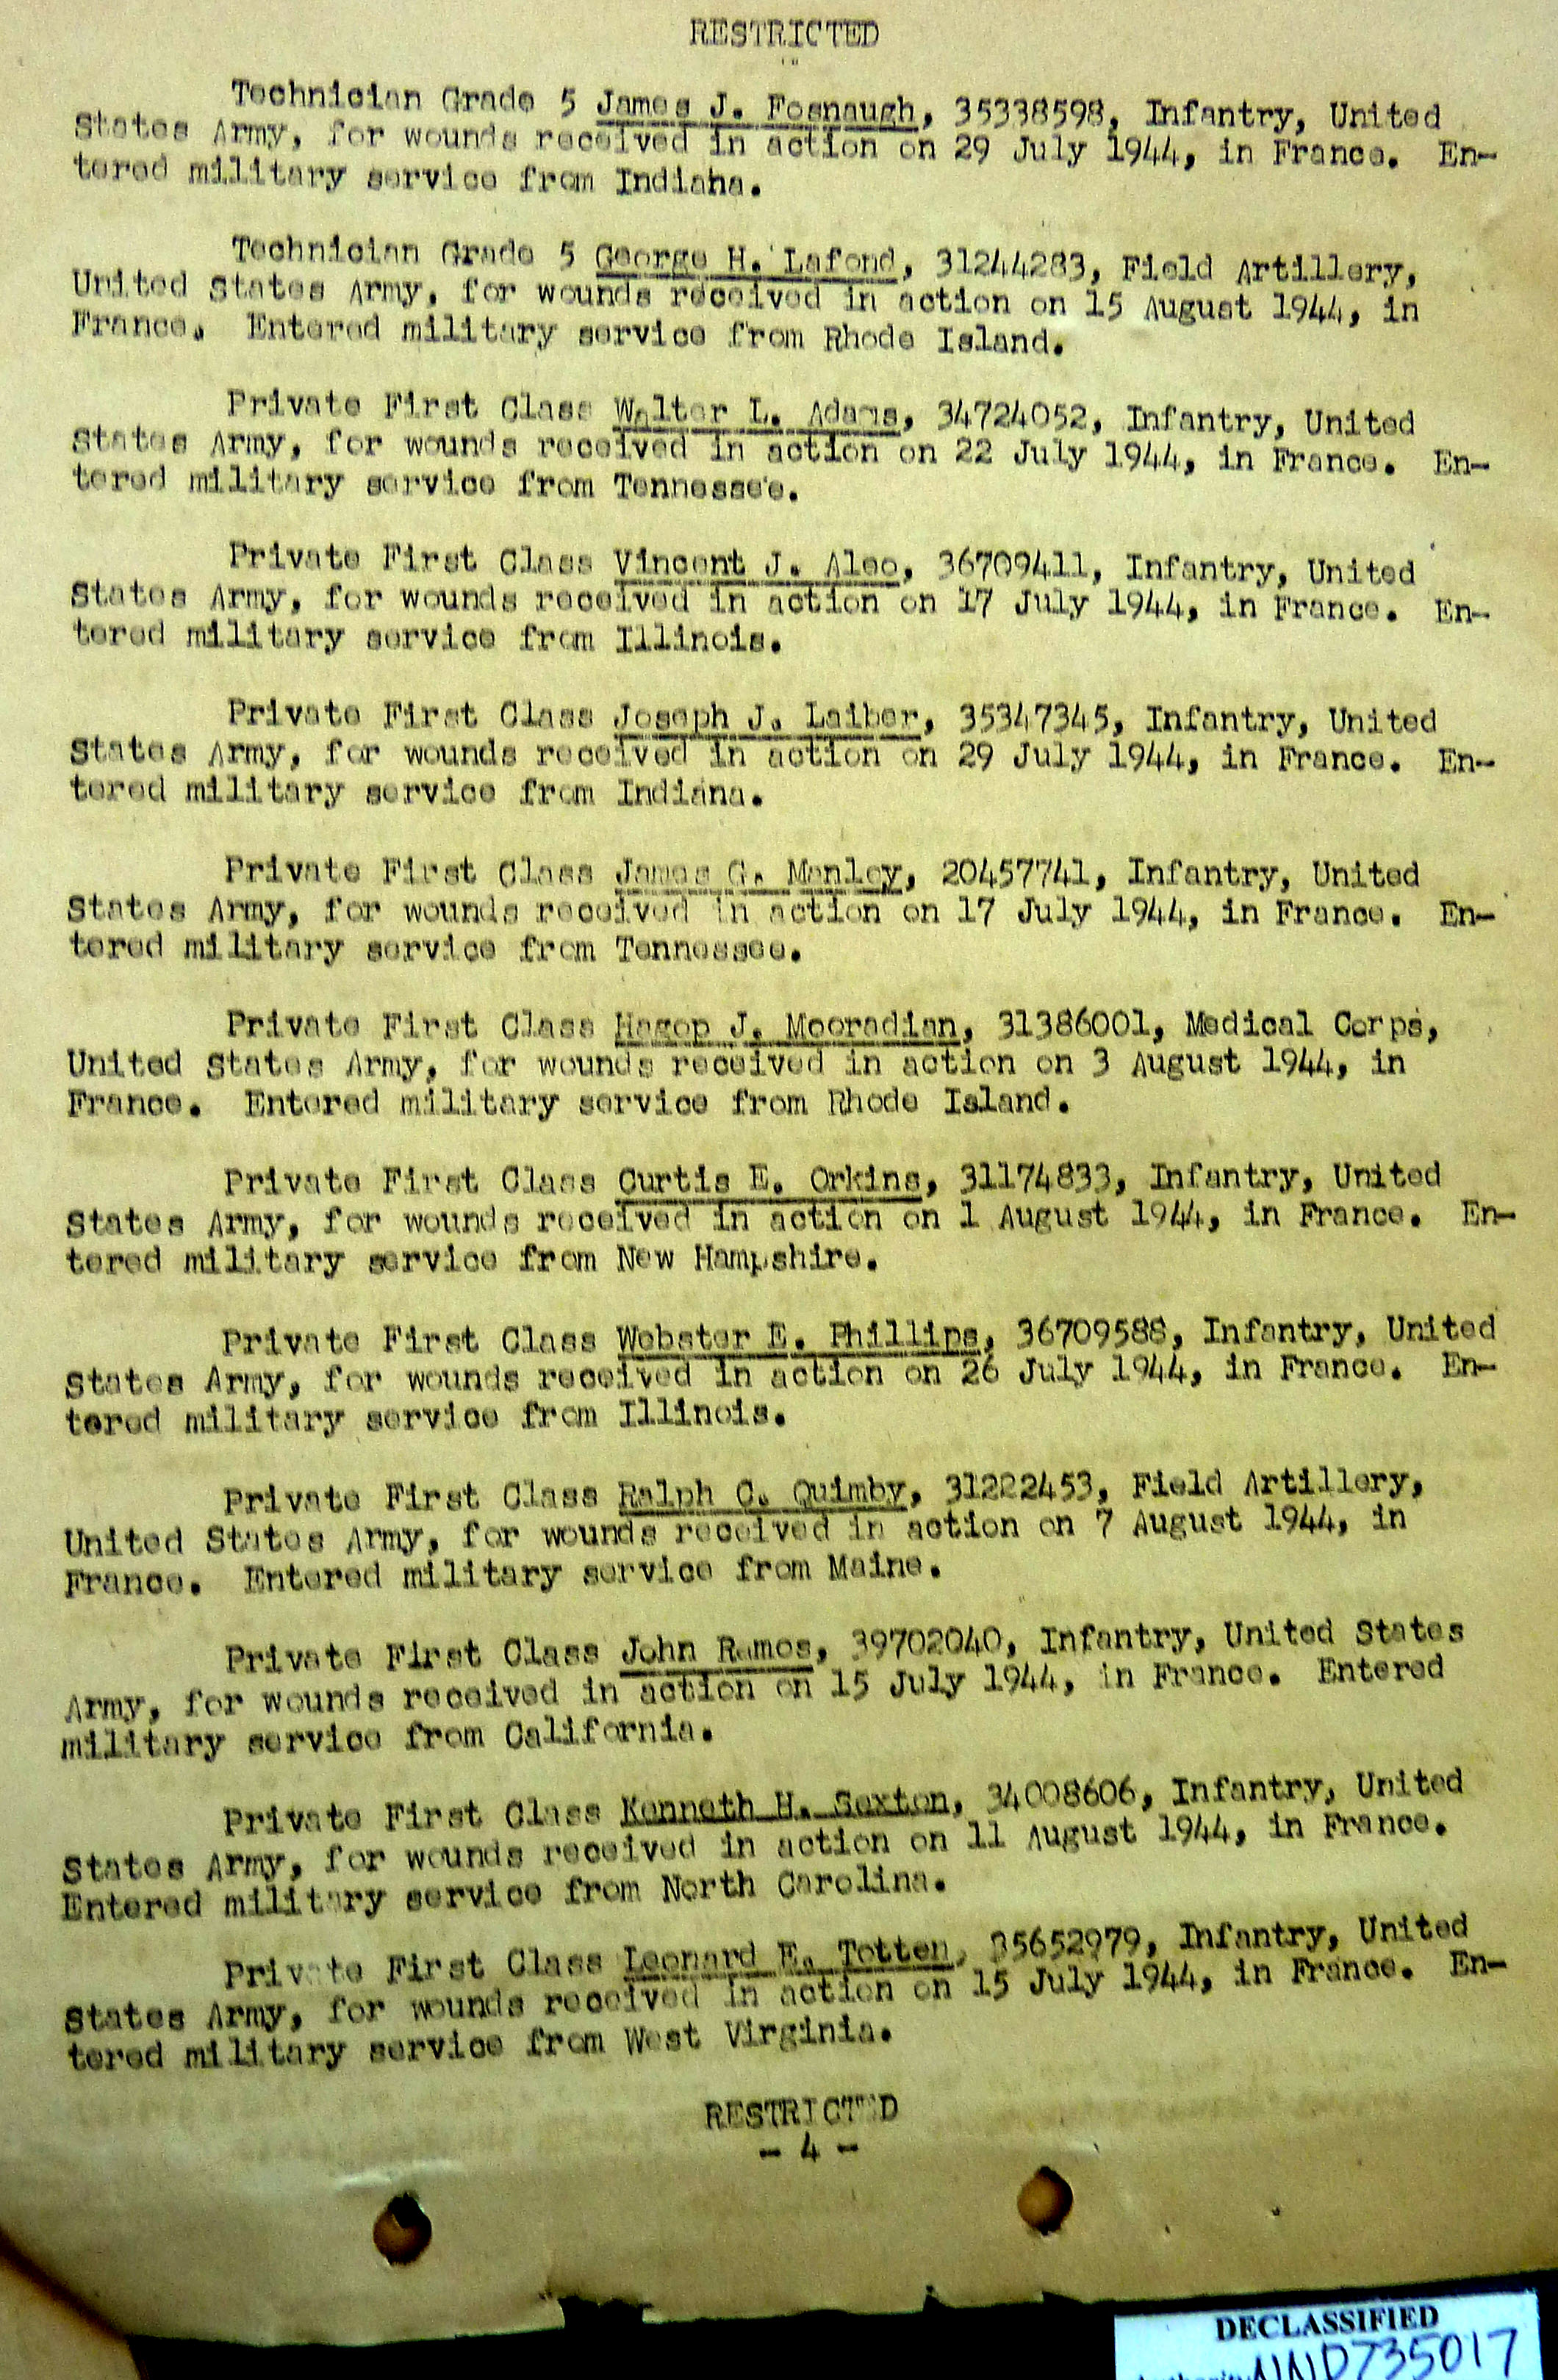 RESTRICTED
Technician Grade 5 James J. Fosnaugh, 35338598, Infantry, United
States Army, for wounds received in action on 29 July 1944, in France. En-
tered military service from Indiaha.
Technician Grade 5 George H. Lafond, 31244283, Field Artillery,
United States Army, for wounds received in action on 15 August 1944, in
France. Entered military service from Rhode Island.
Private First Class Walter L. Adams, 34724052, Infantry, United
States Army, for wounds received in action on 22 July 1944, in France. En-
tered military service from Tennessee.
Private First Class Vincent J. Aleo, 36709411, Infantry, United
States Army, for wounds received in action on 17 July 1944, in France. En-
tered military service from Illinois.
Private First Class Joseph J. Laiber, 35347345, Infantry, United
States Army, for wounds received in action on 29 July 1944, in France. En-
tered military service from Indiana.
Private First Class James G. Manley, 20457741, Infantry, United
States Army, for wounds received in action on 17 July 1944, in France. En-
tered military service from Tennessee.
Private First Class Hagop J. Mooradian, 31386001, Medical Corps,
United States Army, for wounds received in action on 3 August 1944, in
France. Entered military service from Rhode Island.
Private First Class Curtis E. Orkins, 31174833, Infantry, United
States Army, for wounds received in action on 1 August 1944, in France. En-
tered military service from New Hampshire.
Private First Class Webster E. Phillips, 36709588, Infantry, United
States Army, for wounds received in action on 26 July 1944, in France. En-
tered military service from Illinois.
Private First Class Ralph C. Quimby, 31222453, Field Artillery,
United States Army, for wounds received in action on 7 August 1944, in
France. Entered military service from Maine.
Private First Class John Ramos, 39702040, Infantry, United States
Army, for wounds received in action on 15 July 1944, in France. Entered
military service from California.
Private First Class Kenneth H. Sexton, 34008606, Infantry, United
States Army, for wounds received in action on 11 August 1944, in France.
Entered military service from North Carolina.
Private First Class Leonard E. Totten, 35652979, Infantry, United
States Army, for wounds received in action on 15 July 1944, in France. En-
tered military service from West Virginia.
RESTRICTED
- 4 -
DECLASSIFIED
NND735017